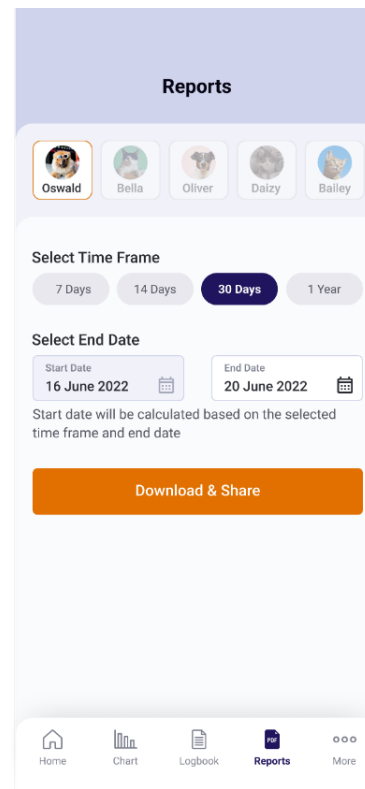 Reports
Oswald Bella Oliver Daizy Bailey
Select Time Frame
7 Days 14 Days 30 Days 1 Year
Select End Date
Start Date End Date
16 June 2022 20 June 2022
Start date will be calculated based on the selected
time frame and end date
Download & Share
PDF
Home Chart Logbook Reports More